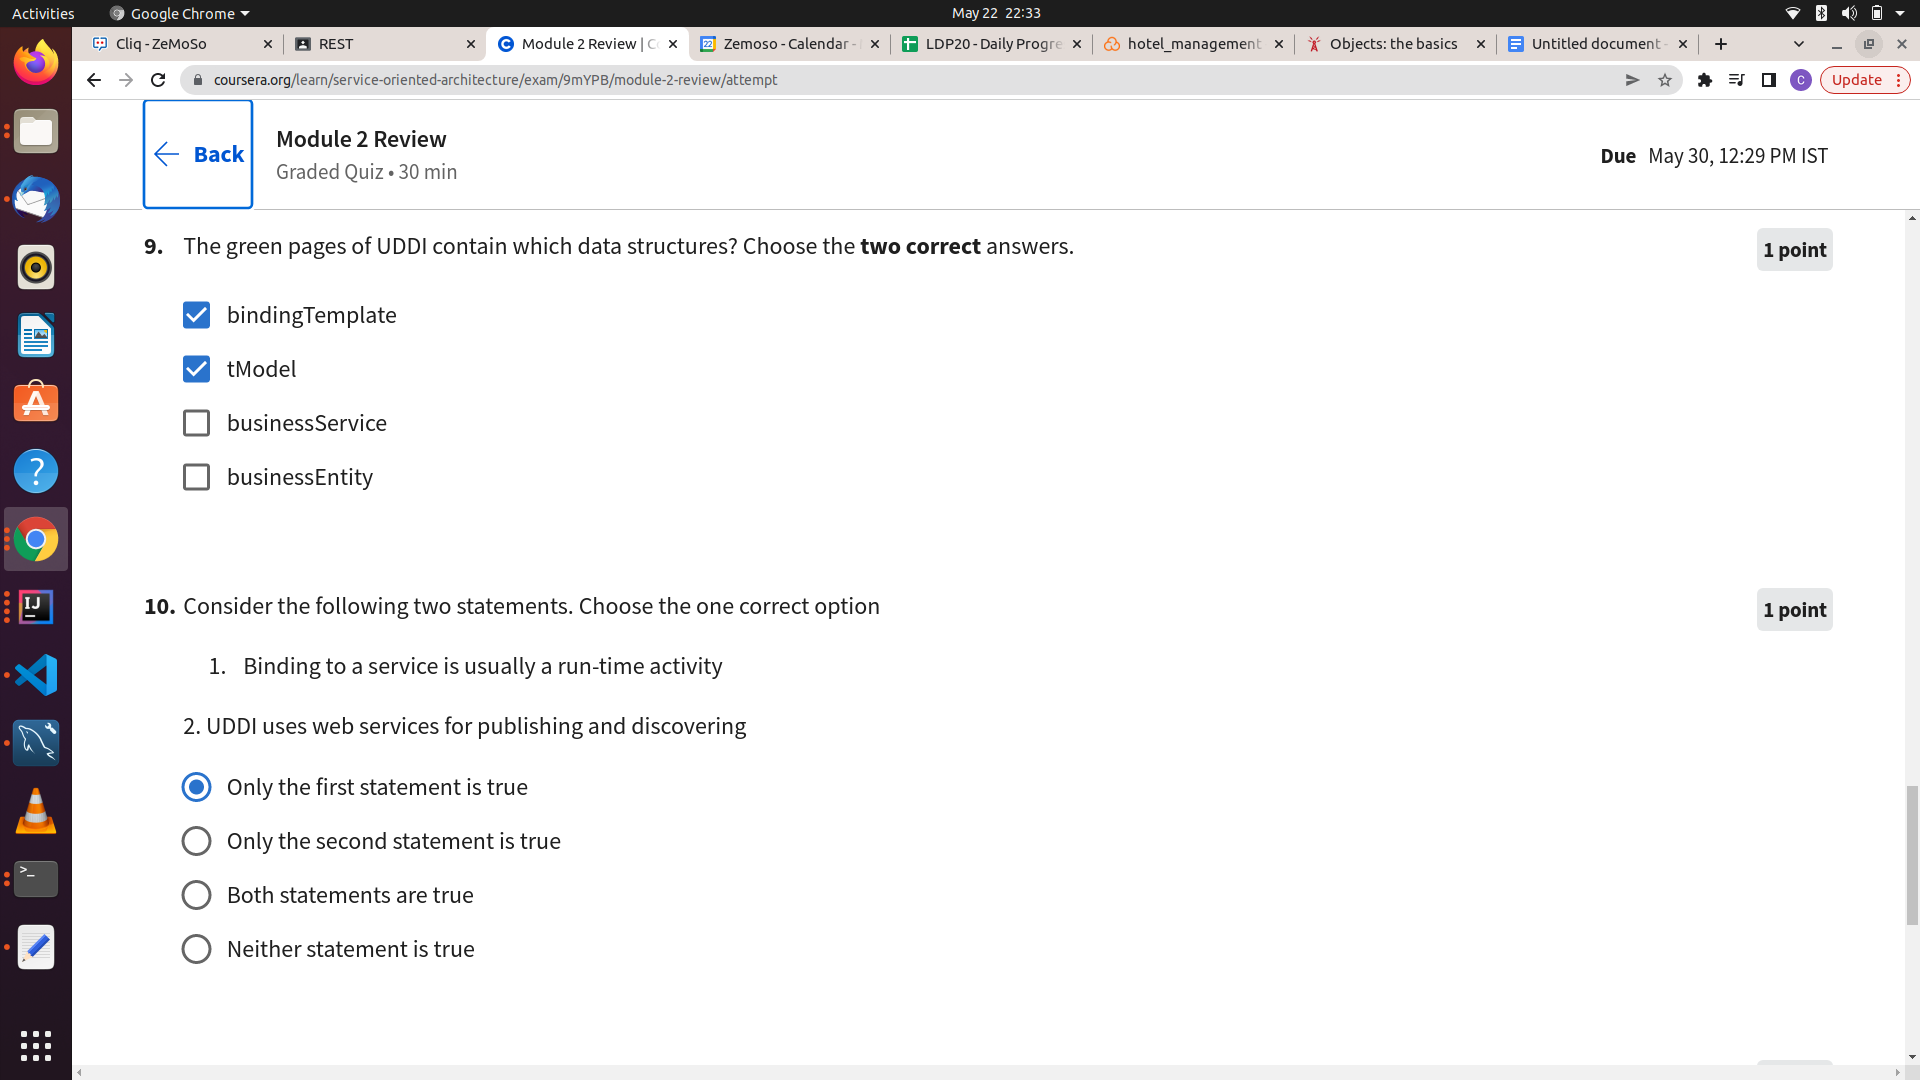 Activities Google Chrome May 22 22:33
Cliq - ZeMoSo REST Module 2 Review | C Zemoso - Calendar - LDP20 - Daily Progre hotel_management Objects: the basics Untitled document -
coursera.org/learn/service-oriented-architecture/exam/9mYPB/module-2-review/attempt C Update
Back
Module 2 Review
Graded Quiz • 30 min
Due May 30, 12:29 PM IST
9. The green pages of UDDI contain which data structures? Choose the two correct answers.
1 point
bindingTemplate
tModel
businessService
businessEntity
10. Consider the following two statements. Choose the one correct option
1 point
1. Binding to a service is usually a run-time activity
2. UDDI uses web services for publishing and discovering
Only the first statement is true
Only the second statement is true
Both statements are true
Neither statement is true